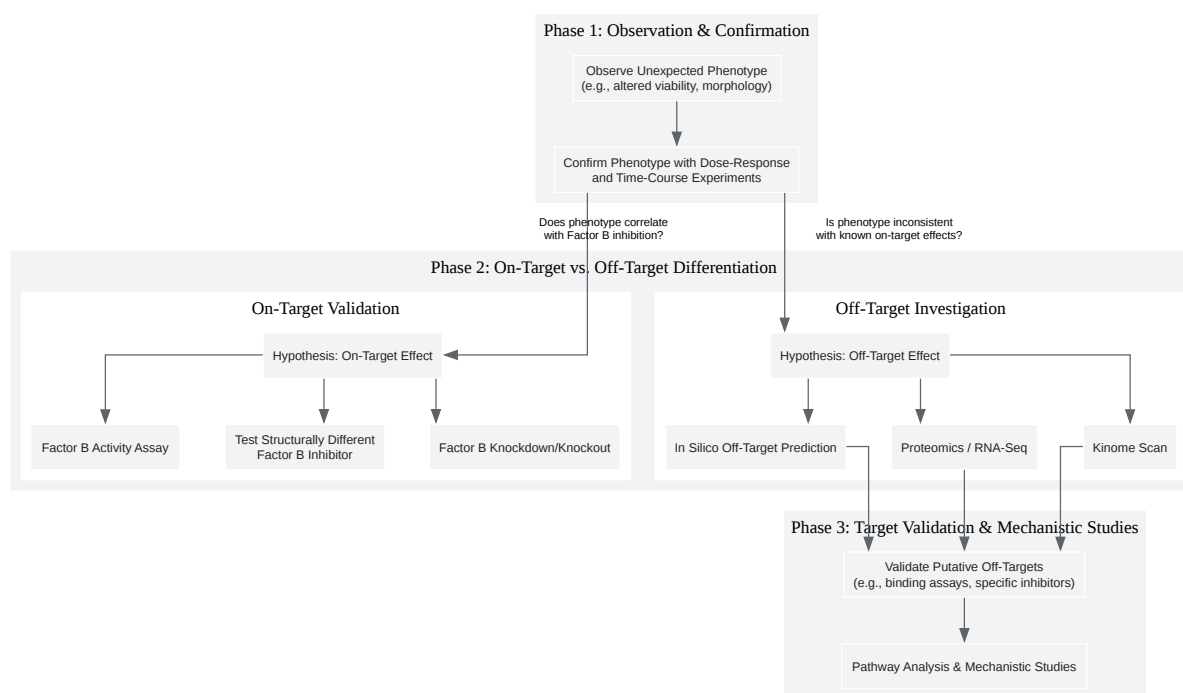 Phase 1: Observation & Confirmation
Observe Unexpected Phenotype
(e.g., altered viability, morphology)
Confirm Phenotype with Dose-Response
and Time-Course Experiments
Does phenotype correlate
with Factor B inhibition?
Is phenotype inconsistent
with known on-target effects?
Phase 2: On-Target vs. Off-Target Differentiation
On-Target Validation
Hypothesis: On-Target Effect
Factor B Activity Assay
Test Structurally Different
Factor B Inhibitor
Factor B Knockdown/Knockout
Off-Target Investigation
Hypothesis: Off-Target Effect
In Silico Off-Target Prediction
Proteomics / RNA-Seq
Kinome Scan
Phase 3: Target Validation & Mechanistic Studies
Validate Putative Off-Targets
(e.g., binding assays, specific inhibitors)
Pathway Analysis & Mechanistic Studies